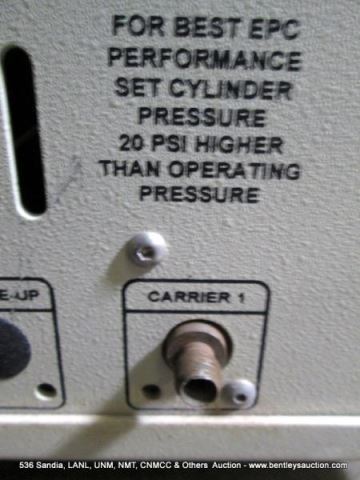 FOR BEST EPC
PERFORMANCE
SET CYLINDER
PRESSURE
20 PSI HIGHER
THAN OPERATING
PRESSURE
E-UP
CARRIER 1
536 Sandia, LANL, UNM, NMT, CNMCC & Others Auction - www.bentleysauction.com